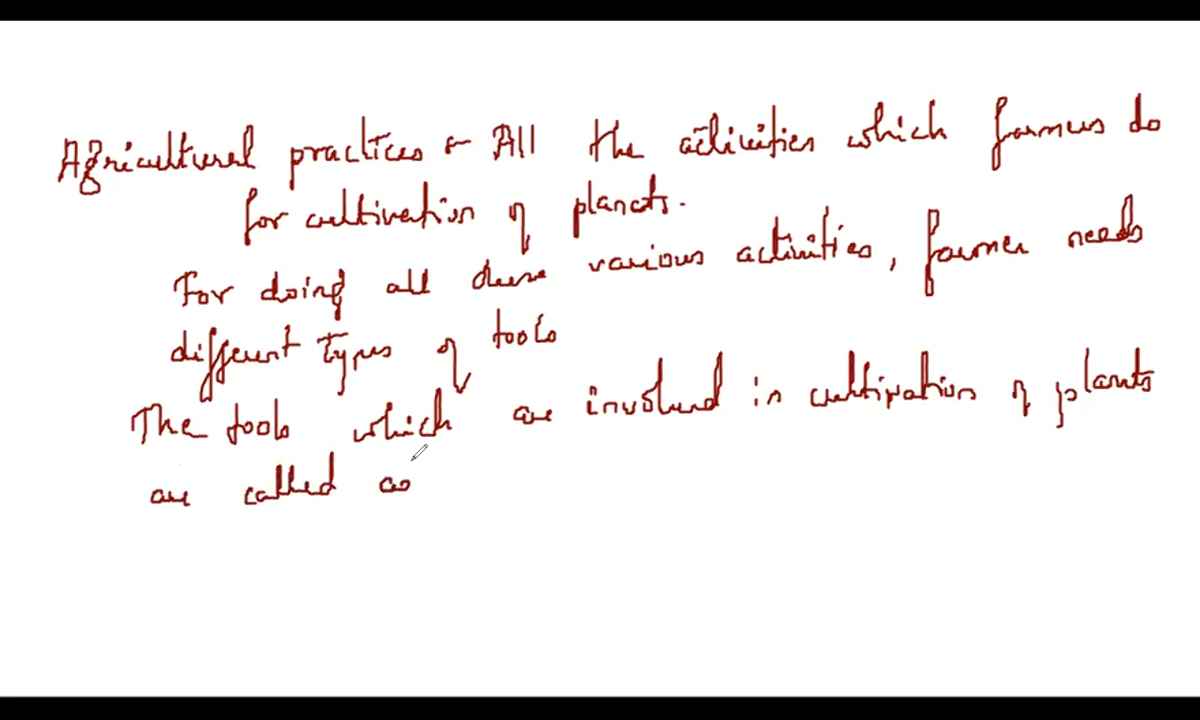 Agricultural practices :- All the activities which farmers do
for cultivation of plants.
For doing all these various activities, farmer needs
different types of tools
The tools which are involved in cultivation of plants
are called as